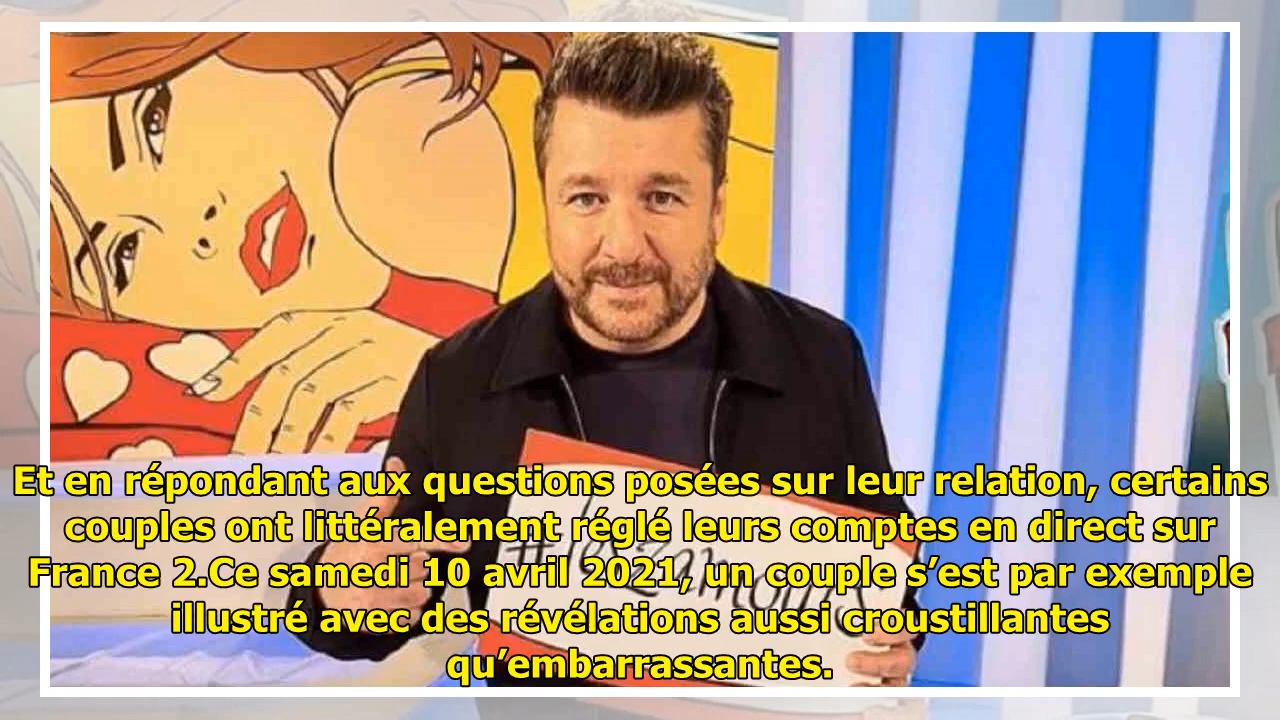 Et en répondant aux questions posées sur leur relation, certains
couples ont littéralement réglé leurs comptes en direct sur
France 2.Ce samedi 10 avril 2021, un couple s’est par exemple
illustré avec des révélations aussi croustillantes
qu’embarrassantes.
#leszamours